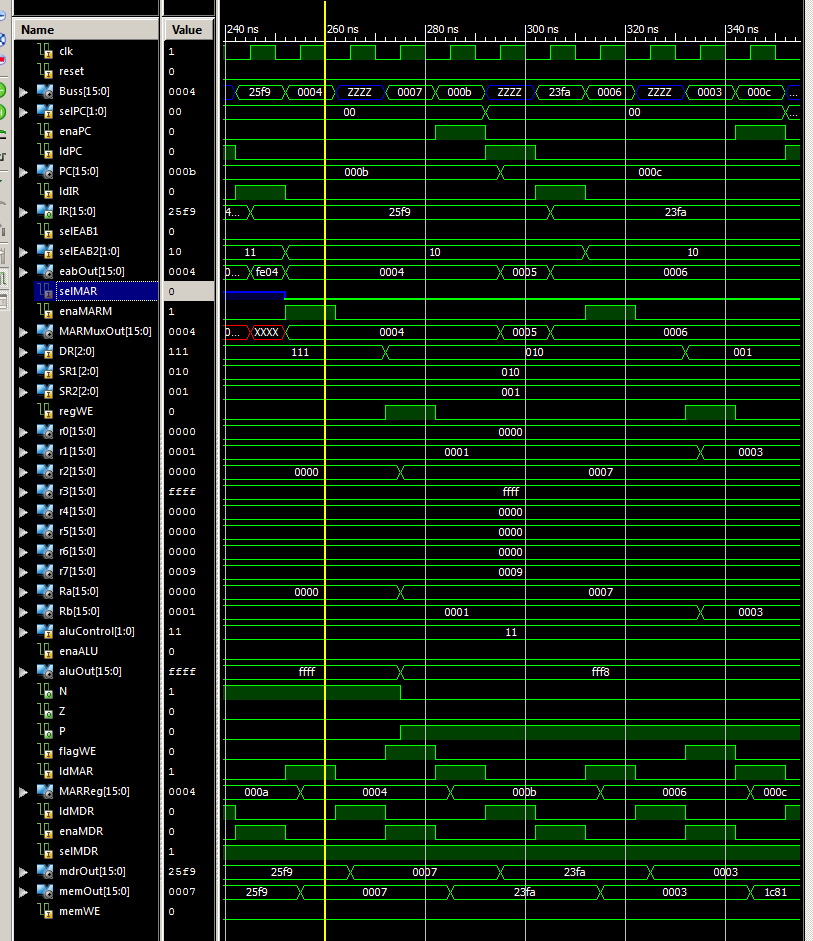 Name Value 240 ns 260 ns 280 ns 300 ns 320 ns 340 ns
clk 1
reset 0
Buss[15:0] 0004 25f9 0004 ZZZZ 0007 000b ZZZZ 23fa 0006 ZZZZ 0003 000c ...
selPC[1:0] 00 00 00 ...
enaPC 0
ldPC 0
PC[15:0] 000b 000b 000c
ldIR 0
IR[15:0] 25f9 4... 25f9 23fa
selEAB1 0
selEAB2[1:0] 10 11 10 10
eabOut[15:0] 0004 0... fe04 0004 0005 0006
selMAR 0
enaMARM 1
MARMuxOut[15:0] 0004 0... XXXX 0004 0005 0006
DR[2:0] 111 111 010 001
SR1[2:0] 010 010
SR2[2:0] 001 001
regWE 0
r0[15:0] 0000 0000
r1[15:0] 0001 0001 0003
r2[15:0] 0000 0000 0007
r3[15:0] ffff ffff
r4[15:0] 0000 0000
r5[15:0] 0000 0000
r6[15:0] 0000 0000
r7[15:0] 0009 0009
Ra[15:0] 0000 0000 0007
Rb[15:0] 0001 0001 0003
aluControl[1:0] 11 11
enaALU 0
aluOut[15:0] ffff ffff fff8
N 1
Z 0
P 0
flagWE 0
ldMAR 1
MARReg[15:0] 0004 000a 0004 000b 0006 000c
ldMDR 0
enaMDR 0
selMDR 1
mdrOut[15:0] 25f9 25f9 0007 23fa 0003
memOut[15:0] 0007 25f9 0007 23fa 0003 1c81
memWE 0